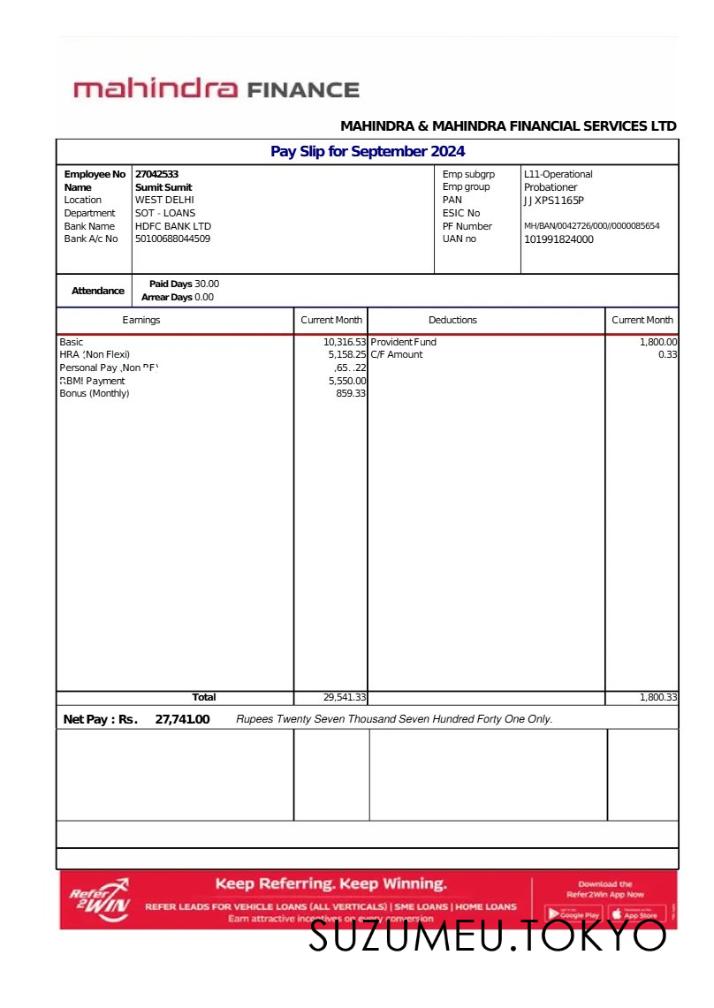 mahindra FINANCE
MAHINDRA & MAHINDRA FINANCIAL SERVICES LTD
Pay Slip for September 2024
Employee No 27042533 Emp subgrp L11-Operational
Name Sumit Sumit Emp group Probationer
Location WEST DELHI PAN JJXPS1165P
Department SOT - LOANS ESIC No
Bank Name HDFC BANK LTD PF Number MH/BAN/0042726/000//0000085654
Bank A/c No 50100688044509 UAN no 101991824000
Attendance
Paid Days 30.00
Arrear Days 0.00
Earnings Current Month Deductions Current Month
Basic 10,316.53 Provident Fund 1,800.00
HRA (Non Flexi) 5,158.25 C/F Amount 0.33
Personal Pay
Payment 5,550.00
Bonus (Monthly) 859.33
Total 29,541.33 1,800.33
Net Pay : Rs. 27,741.00 Rupees Twenty Seven Thousand Seven Hundred Forty One Only.
Refer 2WIN
Keep Referring. Keep Winning.
REFER LEADS FOR VEHICLE LOANS (ALL VERTICALS) | SME LOANS | HOME LOANS
Earn attractive incentives on every conversion
Download the
Refer2Win App Now
Google Play App Store
SUZUMEU.TOKYO